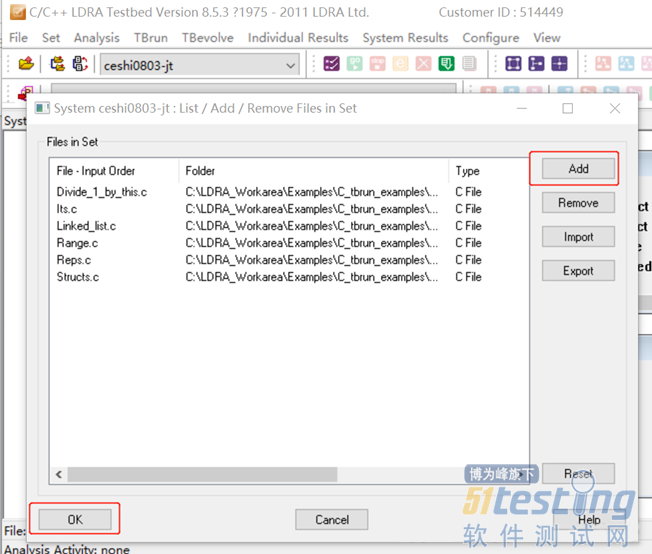 C/C++ LDRA Testbed Version 8.5.3 ?1975 - 2011 LDRA Ltd. Customer ID : 514449
File Set Analysis TBrun TBevolve Individual Results System Results Configure View
ceshi0803-jt
Syst
System ceshi0803-jt : List / Add / Remove Files in Set
Files in Set
File - Input Order Folder Type
Divide_1_by_this.c C:\LDRA_Workarea\Examples\C_tbrun_examples\... C File
Its.c C:\LDRA_Workarea\Examples\C_tbrun_examples\... C File
Linked_list.c C:\LDRA_Workarea\Examples\C_tbrun_examples\... C File
Range.c C:\LDRA_Workarea\Examples\C_tbrun_examples\... C File
Reps.c C:\LDRA_Workarea\Examples\C_tbrun_examples\... C File
Structs.c C:\LDRA_Workarea\Examples\C_tbrun_examples\... C File
Add
Remove
Import
Export
Reset
OK Cancel Help
博为峰旗下
51testing
软件测试网
ct
ct
e
ed
File:
Analysis Activity: none